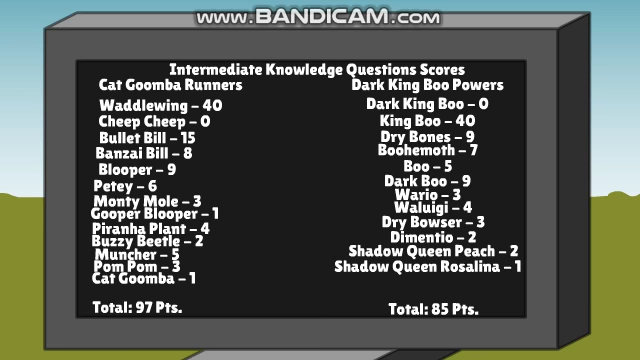 www.BANDICAM.com
Intermediate Knowledge Questions Scores
Cat Goomba Runners
Waddlewing - 40
Cheep Cheep - 0
Bullet Bill - 15
Banzai Bill - 8
Blooper - 9
Petey - 6
Monty Mole - 3
Gooper Blooper - 1
Piranha Plant - 4
Buzzy Beetle - 2
Muncher - 5
Pom Pom - 3
Cat Goomba - 1
Total: 97 Pts.
Dark King Boo Powers
Dark King Boo - 0
King Boo - 40
Dry Bones - 9
Boohemoth - 7
Boo - 5
Dark Boo - 9
Wario - 3
Waluigi - 4
Dry Bowser - 3
Dimentio - 2
Shadow Queen Peach - 2
Shadow Queen Rosalina - 1
Total: 85 Pts.